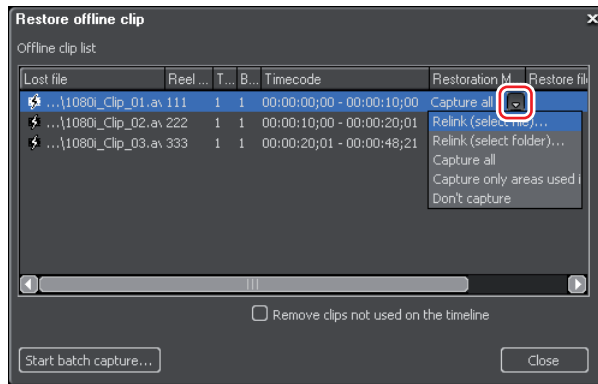 Restore offline clip
Offline clip list
Lost file Reel ... T... B... Timecode Restoration M... Restore file
...\1080i_Clip_01.av 111 1 1 00:00:00;00 - 00:00:10;00 Capture all
...\1080i_Clip_02.av 222 1 1 00:00:10;00 - 00:00:20;01
...\1080i_Clip_03.av 333 1 1 00:00:20;01 - 00:00:48;21
Relink (select file)...
Relink (select folder)...
Capture all
Capture only areas used i
Don't capture
Remove clips not used on the timeline
Start batch capture...
Close